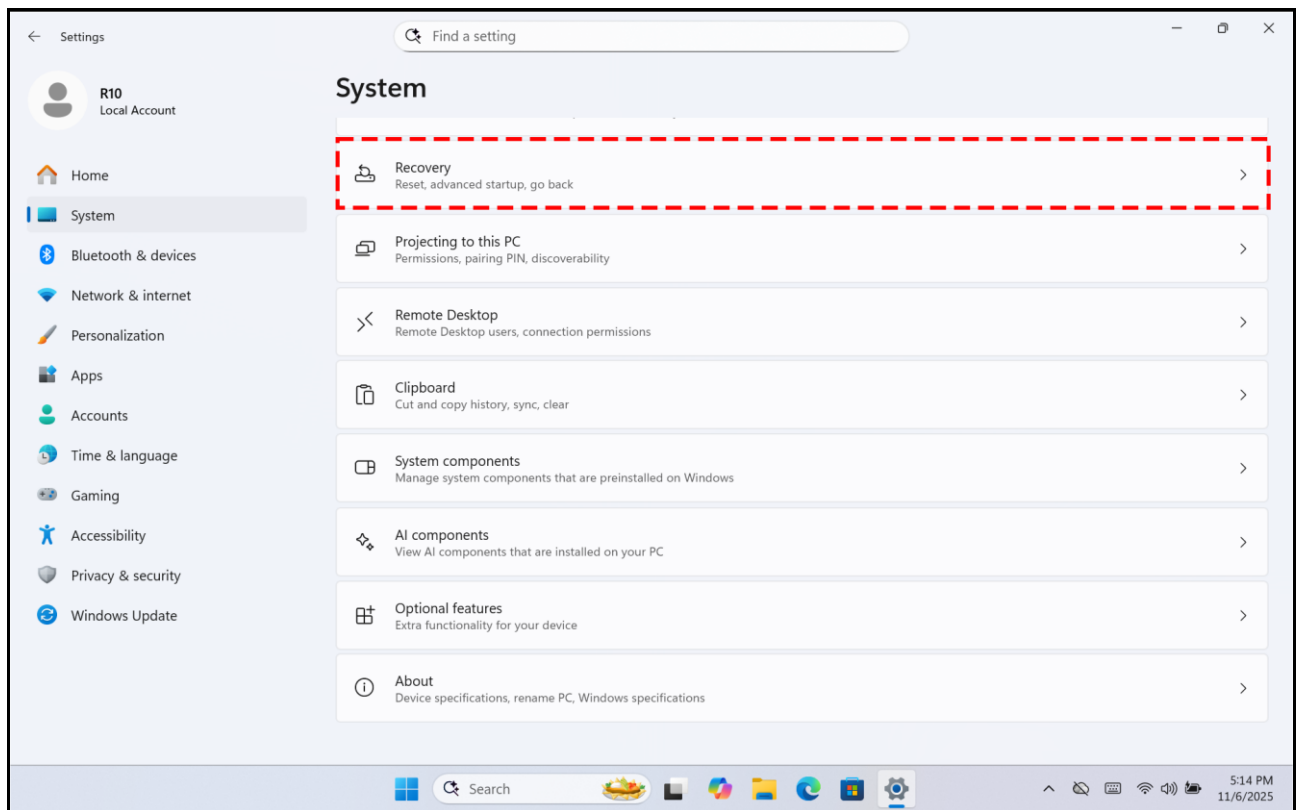 Settings
Find a setting
R10
Local Account
Home
System
Bluetooth & devices
Network & internet
Personalization
Apps
Accounts
Time & language
Gaming
Accessibility
Privacy & security
Windows Update
System
Recovery
Reset, advanced startup, go back
Projecting to this PC
Permissions, pairing PIN, discoverability
Remote Desktop
Remote Desktop users, connection permissions
Clipboard
Cut and copy history, sync, clear
System components
Manage system components that are preinstalled on Windows
AI components
View AI components that are installed on your PC
Optional features
Extra functionality for your device
About
Device specifications, rename PC, Windows specifications
Search
5:14 PM
11/6/2025